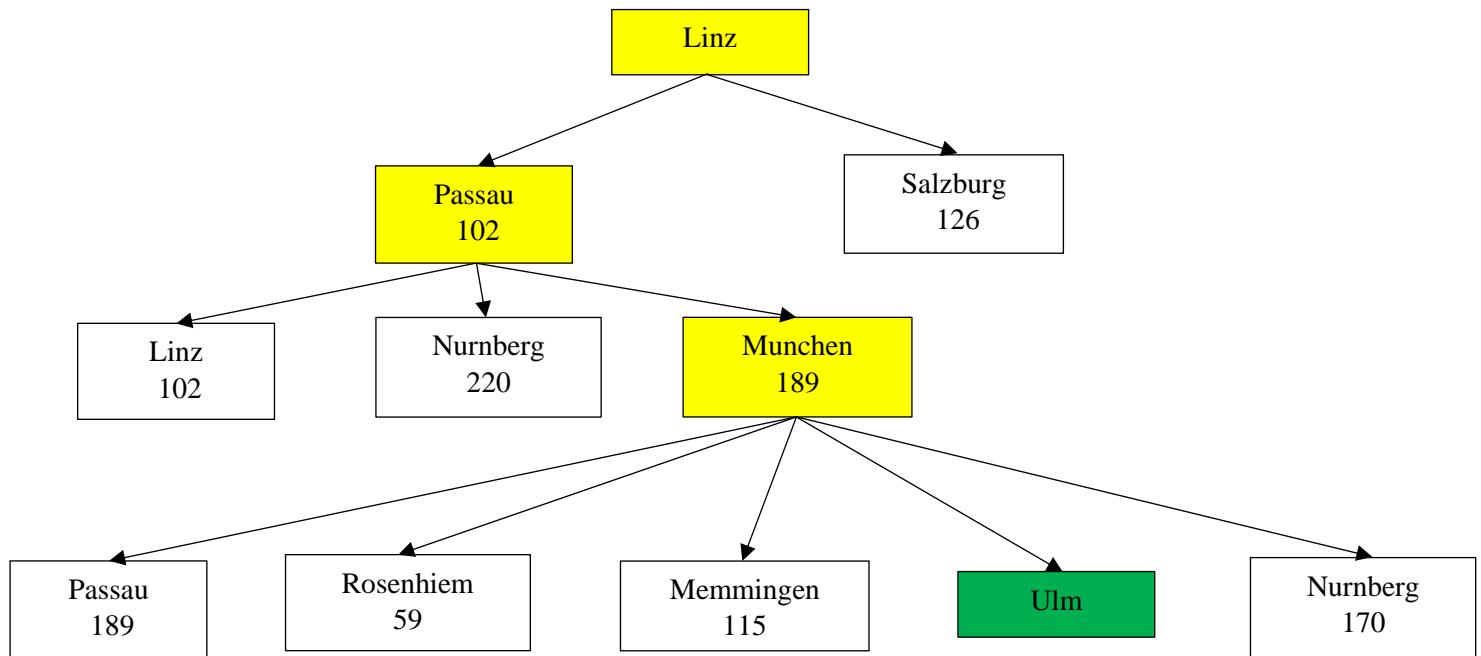 Linz
Passau
102
Salzburg
126
Linz
102
Nurnberg
220
Munchen
189
Passau
189
Rosenhiem
59
Memmingen
115
Ulm
Nurnberg
170